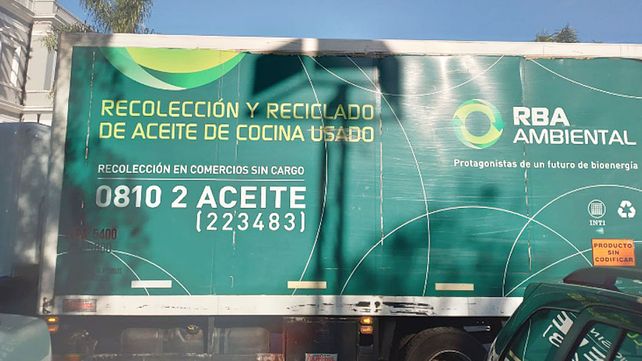 RECOLECCIÓN Y RECICLADO
DE ACEITE DE COCINA USADO
RECOLECCIÓN EN COMERCIOS SIN CARGO
0810 2 ACEITE
(223483)
RBA
AMBIENTAL
Protagonistas de un futuro de bioenergía
INTI
PRODUCTO
SIN
CODIFICAR